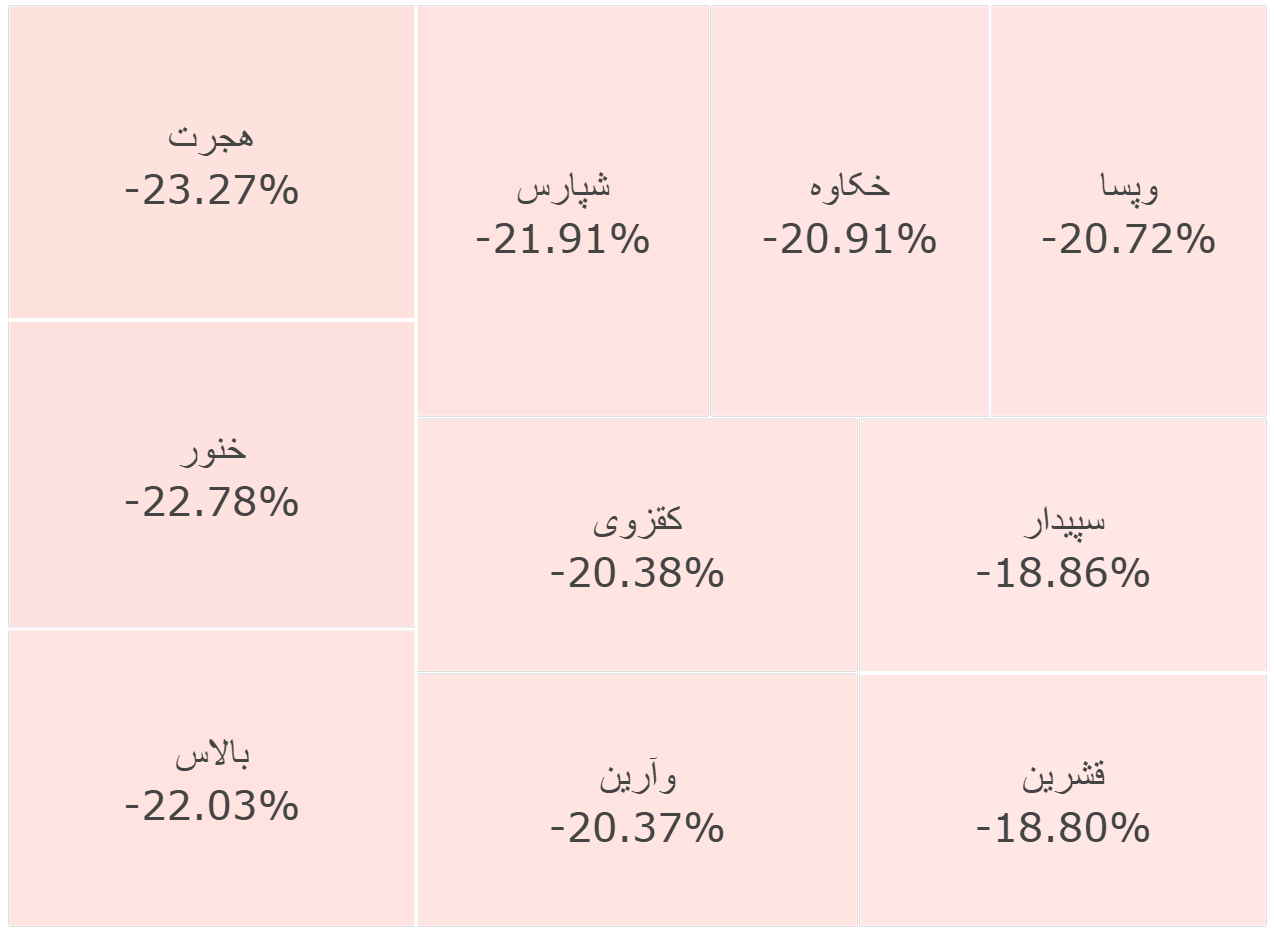 هجرت
-23.27%
خنور
-22.78%
بالاس
-22.03%
شپارس
-21.91%
خکاوه
-20.91%
وپسا
-20.72%
کقزوی
-20.38%
وآرین
-20.37%
سپیدار
-18.86%
قشرین
-18.80%